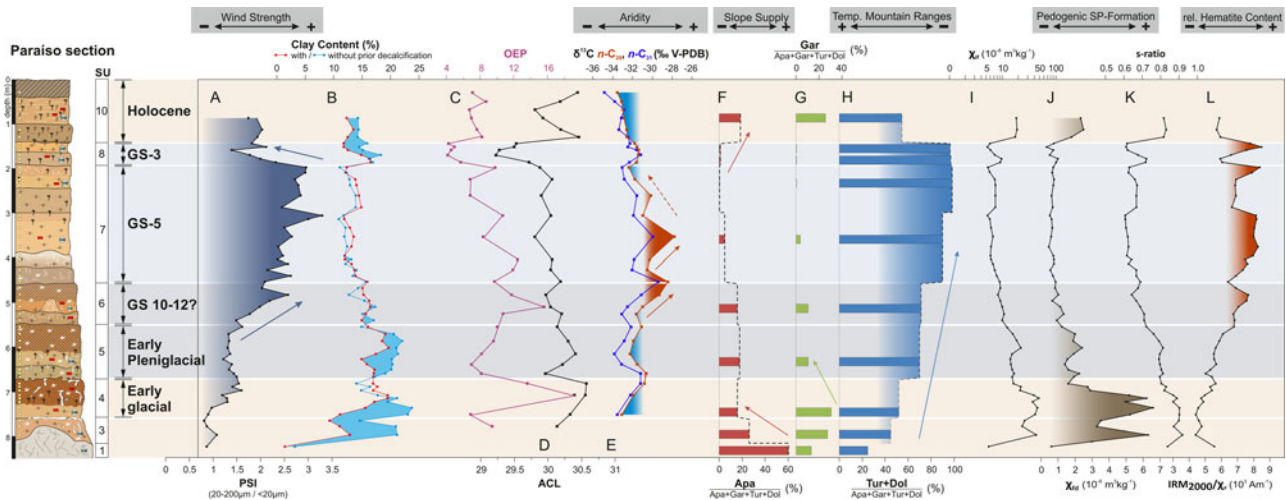 Wind Strength
Aridity
Slope Supply
Temp. Mountain Ranges
Pedogenic SP-Formation
rel. Hematite Content
− +
− +
− +
+ −
− +
− +
Paraíso section
Clay Content (%)
with / without prior decalcification
0 5 10 15 20 25
OEP
4 8 12 16
δ¹³C n-C₂₉, n-C₃₁ (‰ V-PDB)
-36 -34 -32 -30 -28 -26
Gar
Apa+Gar+Tur+Dol (%)
0 20
40 0
χlf (10⁻⁸ m³kg⁻¹)
5 10 50 100
s-ratio
0.5 0.6 0.7 0.8 0.9 1.0
depth (m)
SU
A B C D E F G H I J K L
0
1
2
3
4
5
6
7
8
10
8
7
6
5
4
3
1
Holocene
GS-3
GS-5
GS 10-12?
Early
Pleniglacial
Early
glacial
0 0.5 1 1.5 2 2.5 3 3.5
PSI
(20-200µm / <20µm)
29 29.5 30 30.5 31
ACL
0 20 40 60
Apa
Apa+Gar+Tur+Dol (%)
0 20 40 60 80 100
Tur+Dol
Apa+Gar+Tur+Dol (%)
0 1 2 3 4 5 6 7 8 9 10
χfd (10⁻⁸ m³kg⁻¹)